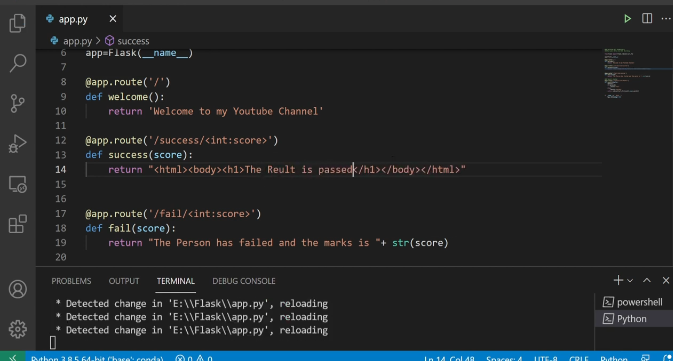 app.py ×
app.py > success
6 app=Flask(__name__)
7
8 @app.route('/')
9 def welcome():
10 return 'Welcome to my Youtube Channel'
11
12 @app.route('/success/<int:score>')
13 def success(score):
14 return "<html><body><h1>The Reult is passed</h1></body></html>"
15
16
17 @app.route('/fail/<int:score>')
18 def fail(score):
19 return "The Person has failed and the marks is "+ str(score)
20
PROBLEMS OUTPUT TERMINAL DEBUG CONSOLE
* Detected change in 'E:\\Flask\\app.py', reloading
powershell
* Detected change in 'E:\\Flask\\app.py', reloading
Python
* Detected change in 'E:\\Flask\\app.py', reloading
Python 3.8.5 64-bit ('base': conda) 0 0 Ln 14, Col 48 Spaces: 4 UTF-8 CRLF Python